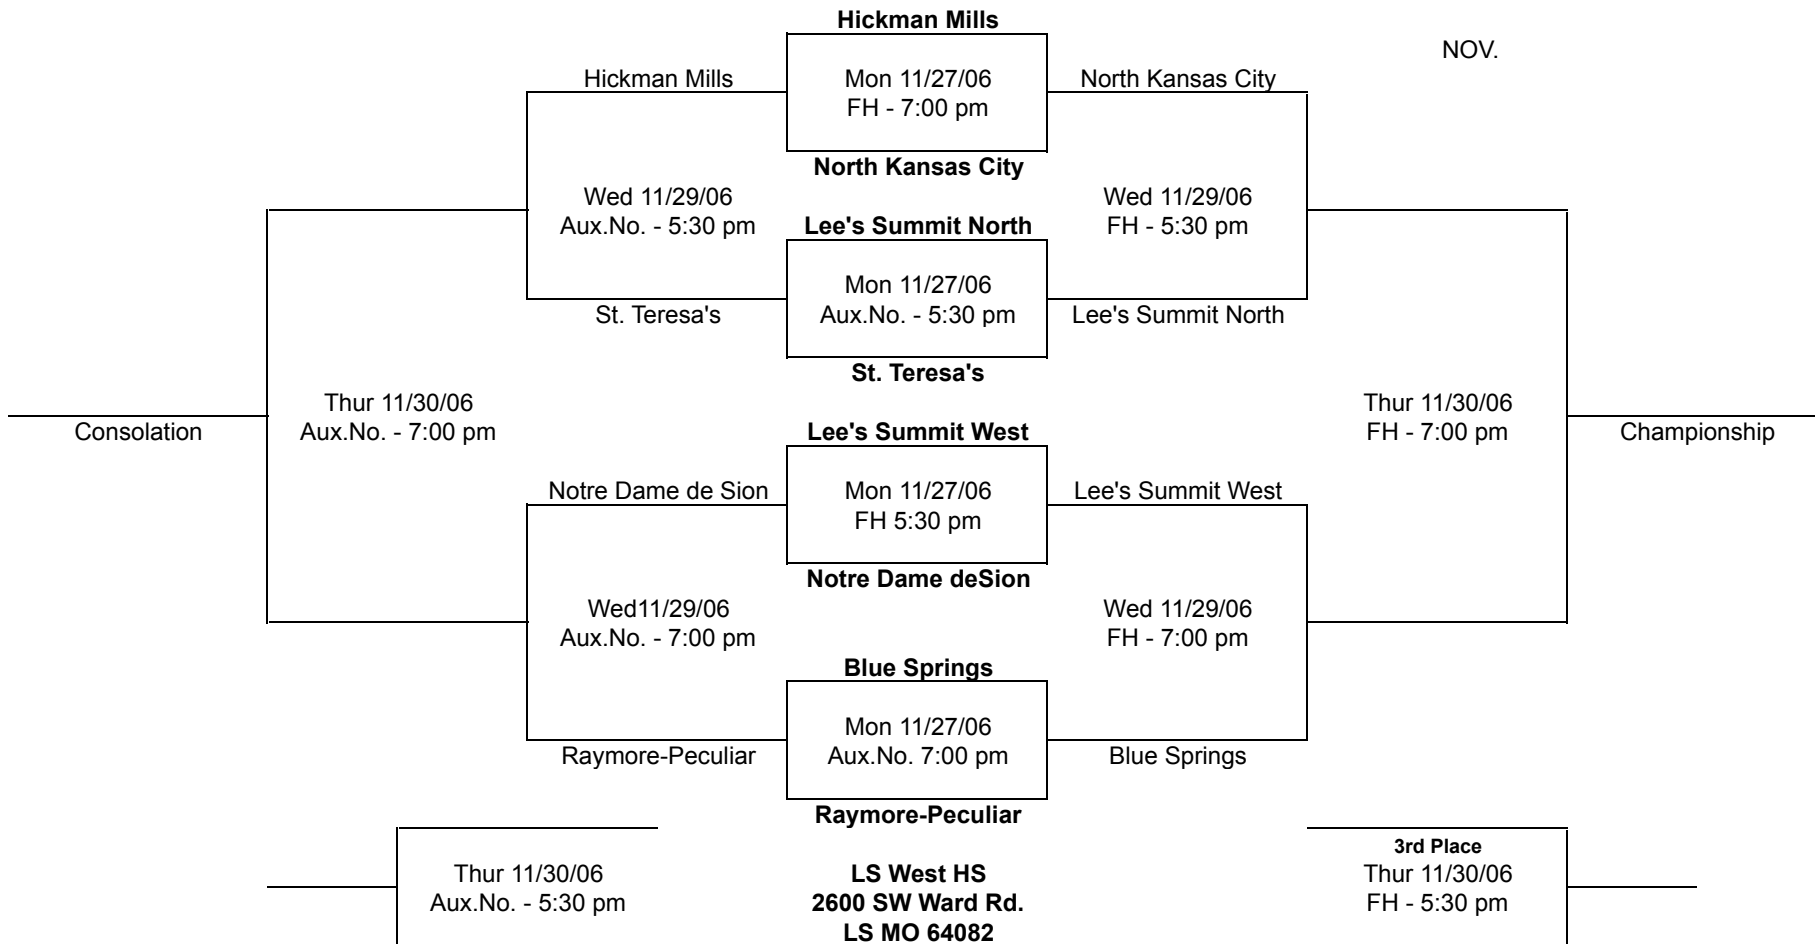 Hickman Mills
NOV.
Hickman Mills
Mon 11/27/06
FH - 7:00 pm
North Kansas City
North Kansas City
Wed 11/29/06
Aux.No. - 5:30 pm
Lee's Summit North
Wed 11/29/06
FH - 5:30 pm
Mon 11/27/06
Aux.No. - 5:30 pm
St. Teresa's
Lee's Summit North
St. Teresa's
Thur 11/30/06
Aux.No. - 7:00 pm
Consolation
Lee's Summit West
Thur 11/30/06
FH - 7:00 pm
Championship
Notre Dame de Sion
Mon 11/27/06
FH 5:30 pm
Lee's Summit West
Notre Dame deSion
Wed11/29/06
Aux.No. - 7:00 pm
Wed 11/29/06
FH - 7:00 pm
Blue Springs
Mon 11/27/06
Aux.No. 7:00 pm
Raymore-Peculiar
Blue Springs
Raymore-Peculiar
Thur 11/30/06
Aux.No. - 5:30 pm
LS West HS
2600 SW Ward Rd.
LS MO 64082
3rd Place
Thur 11/30/06
FH - 5:30 pm